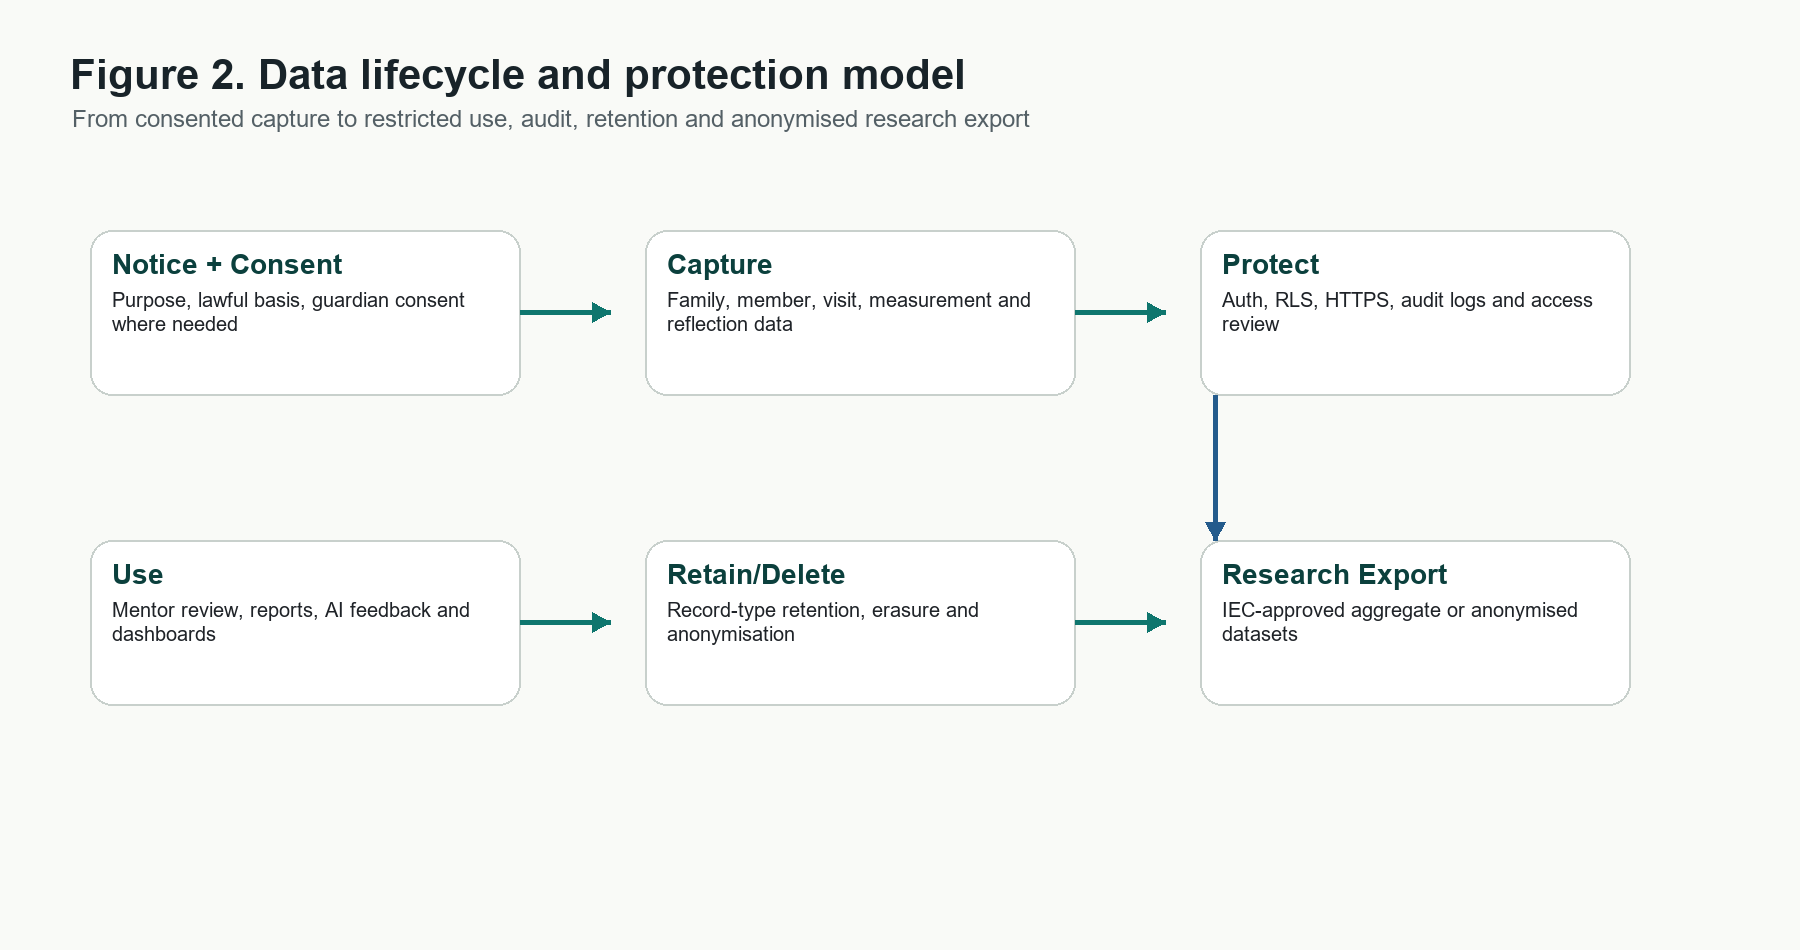 Figure 2. Data lifecycle and protection model
From consented capture to restricted use, audit, retention and anonymised research export
Notice + Consent
Purpose, lawful basis, guardian consent
where needed
Capture
Family, member, visit, measurement and
reflection data
Protect
Auth, RLS, HTTPS, audit logs and access
review
Use
Mentor review, reports, AI feedback and
dashboards
Retain/Delete
Record-type retention, erasure and
anonymisation
Research Export
IEC-approved aggregate or anonymised
datasets